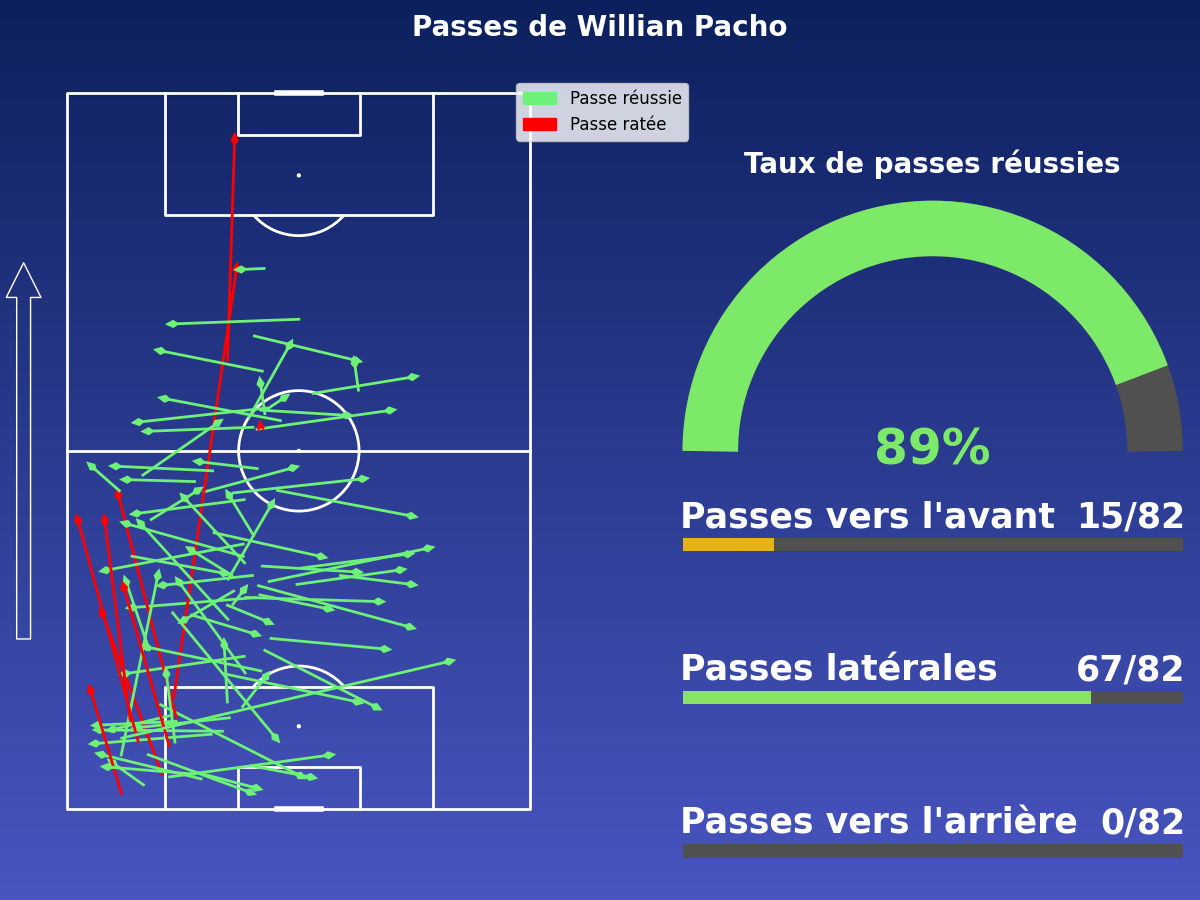 Passes de Willian Pacho
Passe réussie
Passe ratée
Taux de passes réussies
89%
Passes vers l'avant 15/82
Passes latérales 67/82
Passes vers l'arrière 0/82